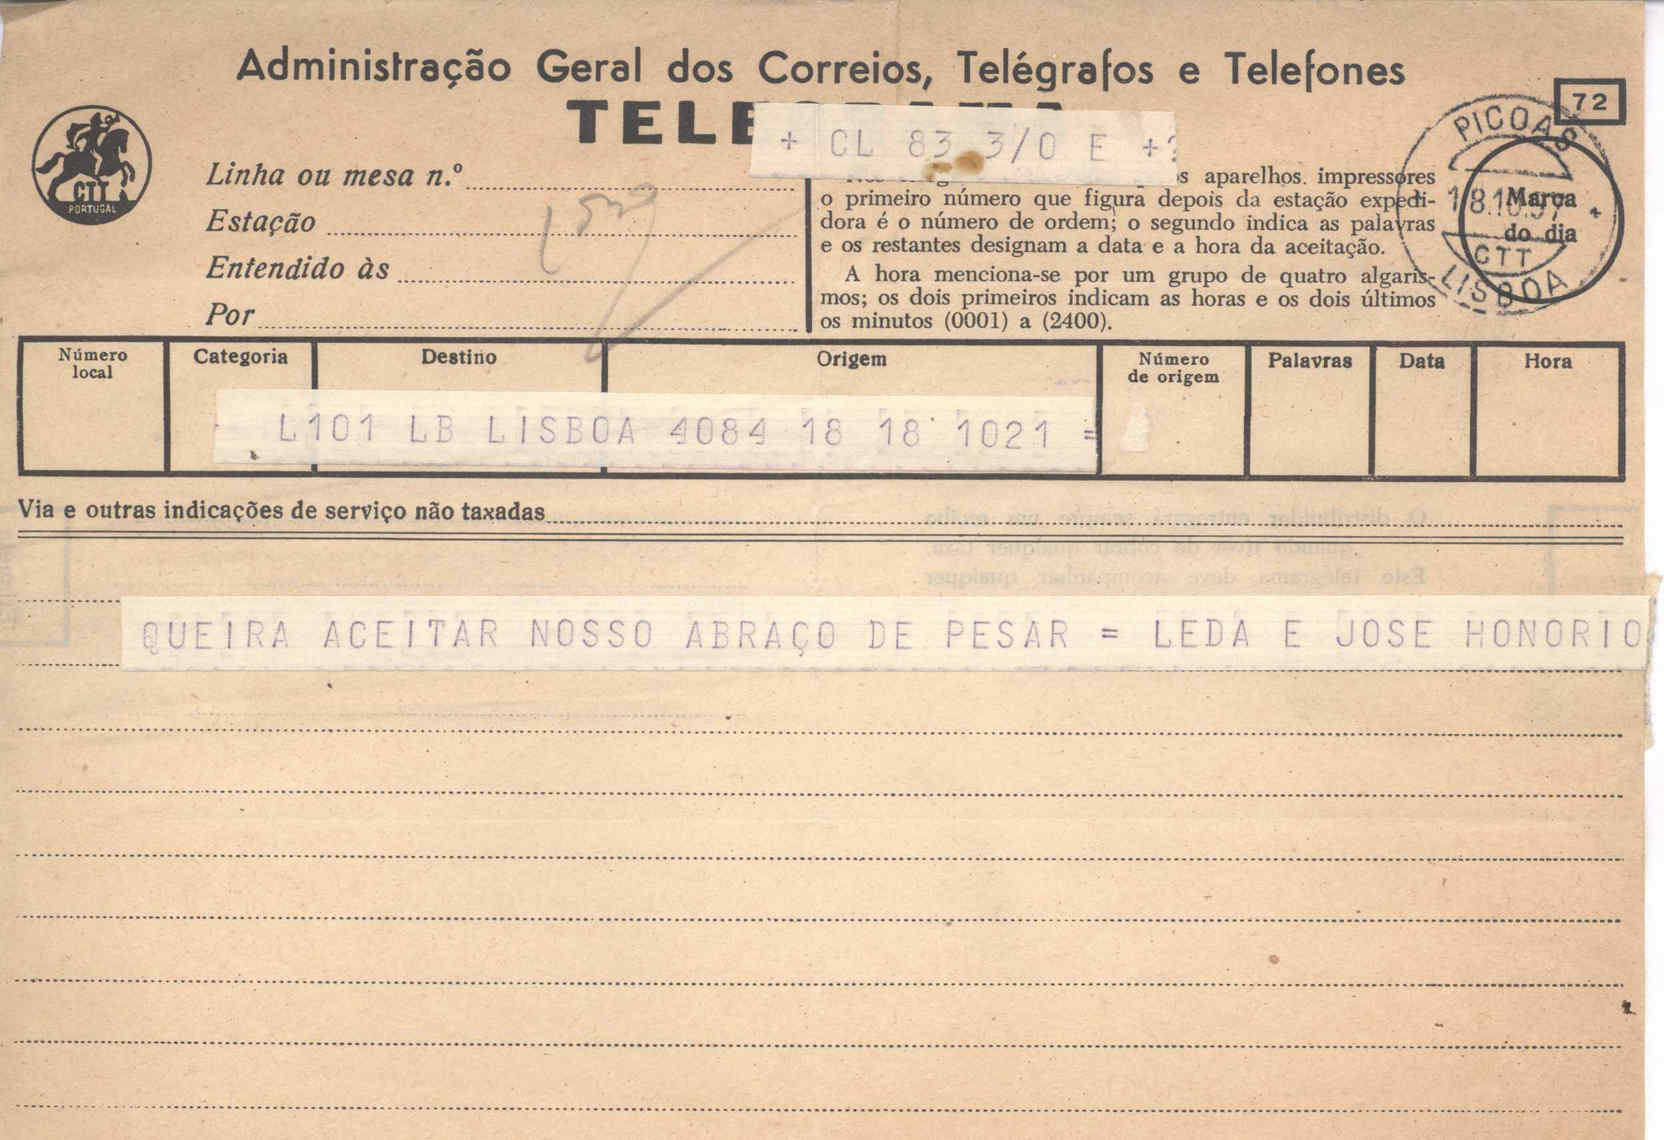 Administração Geral dos Correios, Telégrafos e Telefones
72
+ CL 83 3/0 E +
CTT
PORTUGAL
PICOAS
18.10.57
CTT
LISBOA
Marca
do dia
Linha ou mesa n.º
Estação
Entendido às
Por
os aparelhos impressores
o primeiro número que figura depois da estação expedi-
dora é o número de ordem; o segundo indica as palavras
e os restantes designam a data e a hora da aceitação.
A hora menciona-se por um grupo de quatro algaris-
mos; os dois primeiros indicam as horas e os dois últimos
os minutos (0001) a (2400).
Número local
Categoria
Destino
Origem
Número de origem
Palavras
Data
Hora
L101 LB LISBOA 4084 18 18 1021 =
Via e outras indicações de serviço não taxadas
QUEIRA ACEITAR NOSSO ABRAÇO DE PESAR = LEDA E JOSE HONORIO